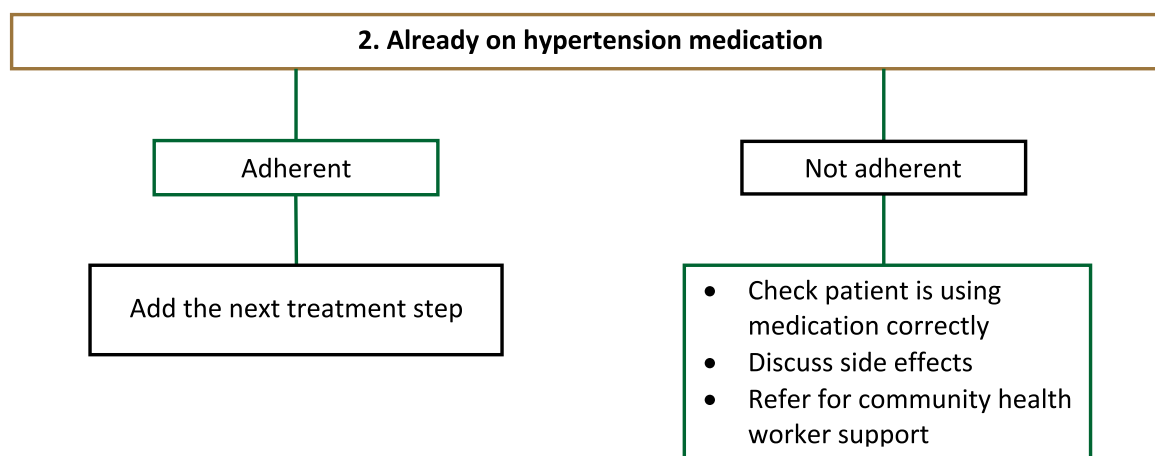 2. Already on hypertension medication
Adherent
Not adherent
Add the next treatment step
• Check patient is using
medication correctly
• Discuss side effects
• Refer for community health
worker support